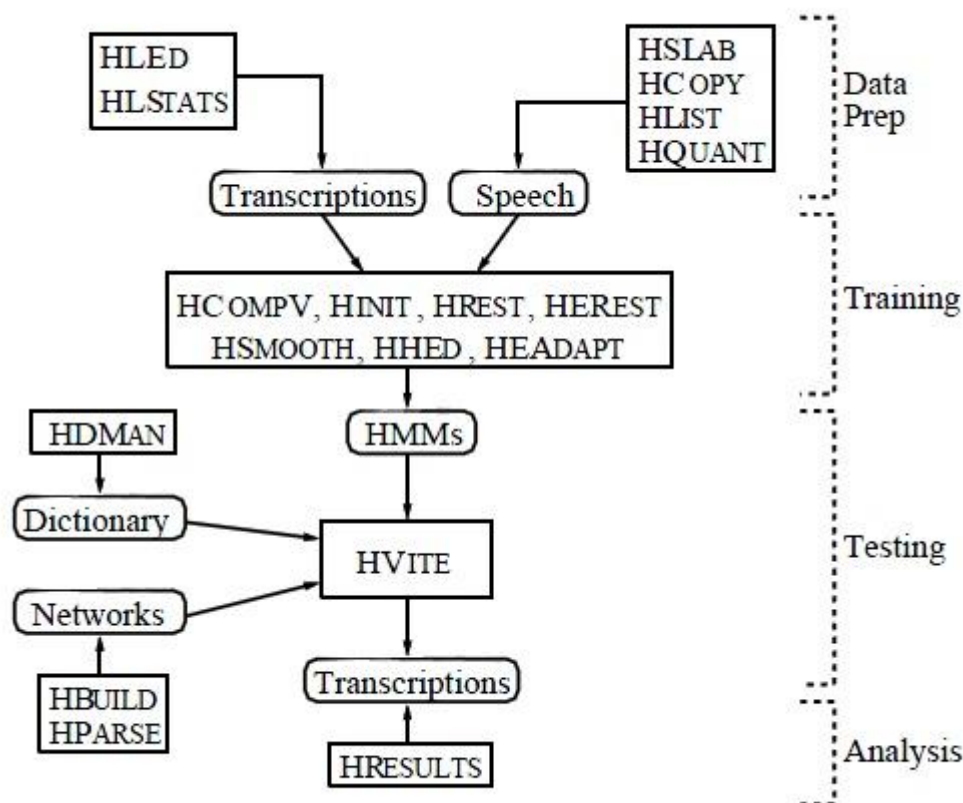 HLED
HLSTATS
HSLAB
HCOPY
HLIST
HQUANT
Data
Prep
Transcriptions
Speech
HCOMPV, HINIT, HREST, HEREST
HSMOOTH, HHED, HEADAPT
Training
HDMAN
HMMs
Dictionary
HVITE
Testing
Networks
Transcriptions
HBUILD
HPARSE
HRESULTS
Analysis